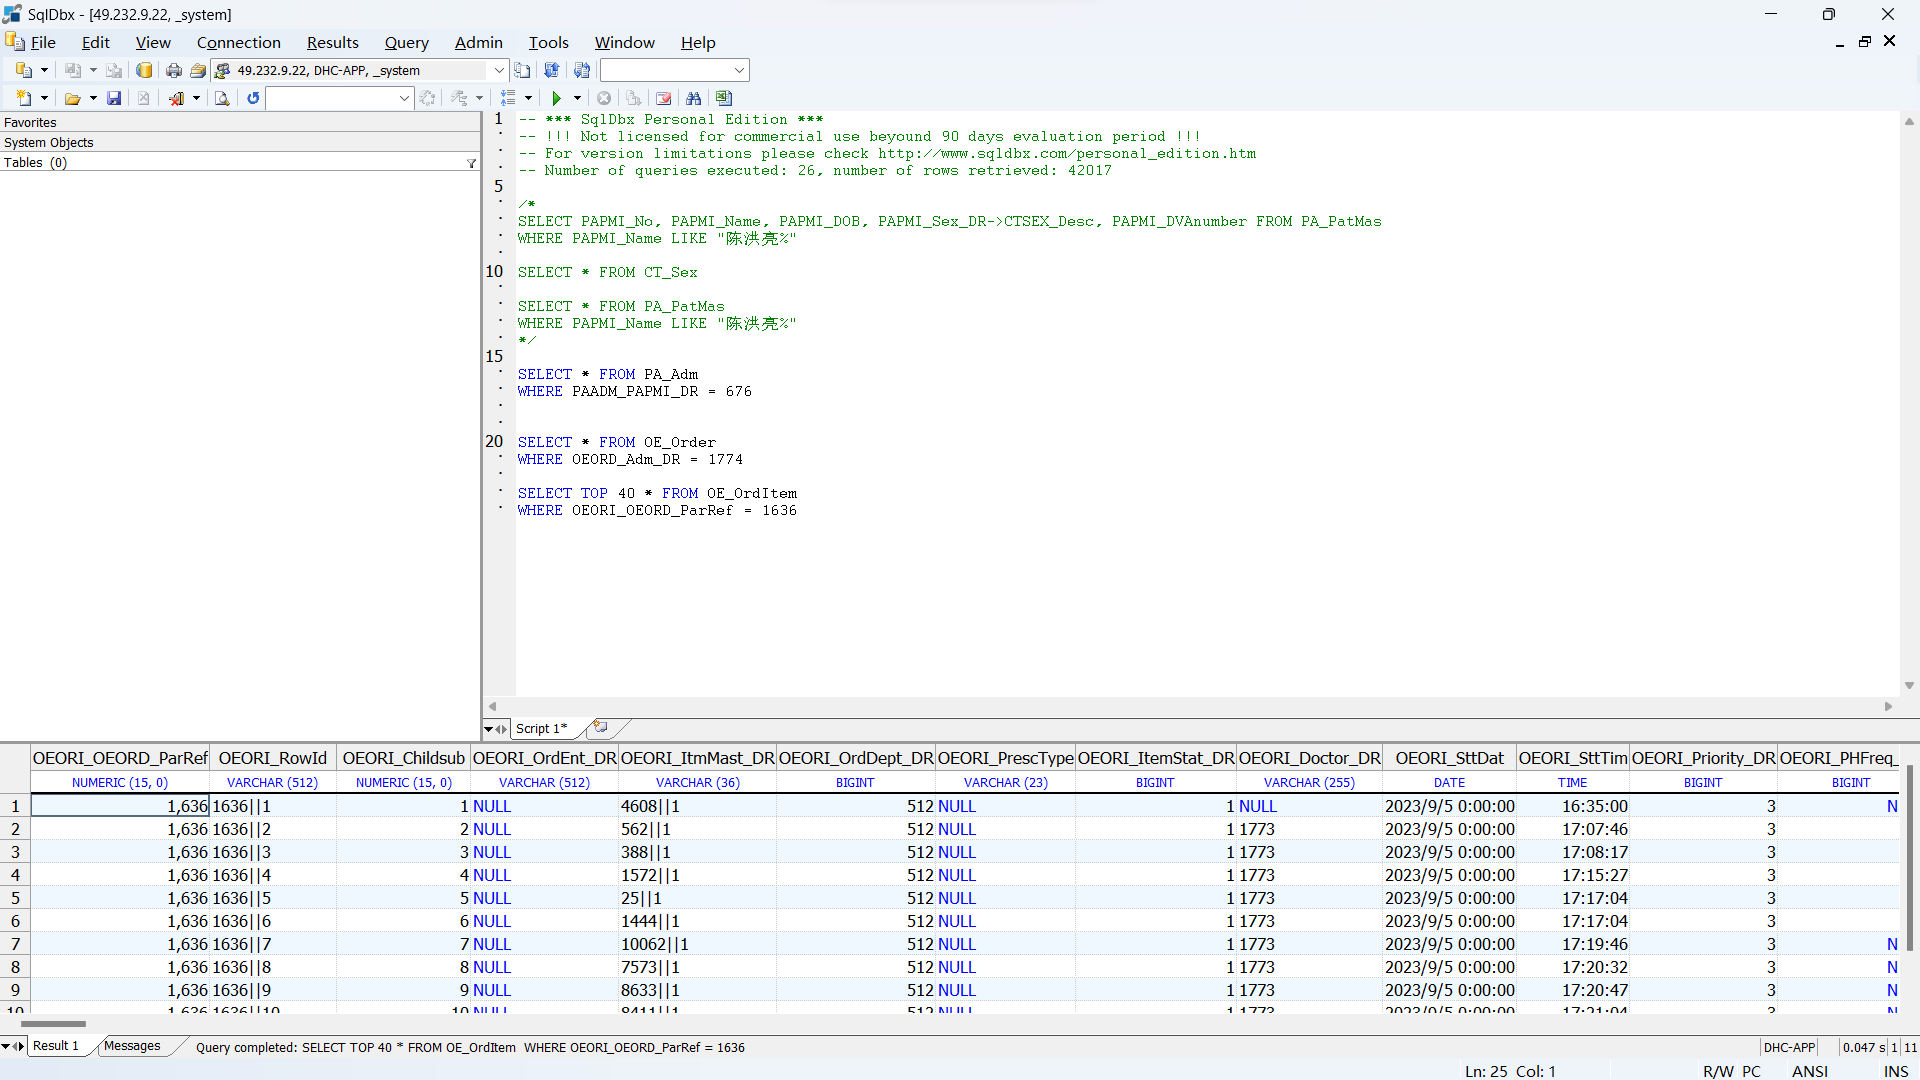 SqlDbx - [49.232.9.22, _system]
File Edit View Connection Results Query Admin Tools Window Help
49.232.9.22, DHC-APP, _system
Favorites
System Objects
Tables (0)
1 -- *** SqlDbx Personal Edition ***
-- !!! Not licensed for commercial use beyound 90 days evaluation period !!!
-- For version limitations please check http://www.sqldbx.com/personal_edition.htm
-- Number of queries executed: 26, number of rows retrieved: 42017
5
/*
SELECT PAPMI_No, PAPMI_Name, PAPMI_DOB, PAPMI_Sex_DR->CTSEX_Desc, PAPMI_DVAnumber FROM PA_PatMas
WHERE PAPMI_Name LIKE "陈洪亮%"
10 SELECT * FROM CT_Sex
SELECT * FROM PA_PatMas
WHERE PAPMI_Name LIKE "陈洪亮%"
*/
15
SELECT * FROM PA_Adm
WHERE PAADM_PAPMI_DR = 676
20 SELECT * FROM OE_Order
WHERE OEORD_Adm_DR = 1774
SELECT TOP 40 * FROM OE_OrdItem
WHERE OEORI_OEORD_ParRef = 1636
Script 1*
OEORI_OEORD_ParRef OEORI_RowId OEORI_Childsub OEORI_OrdEnt_DR OEORI_ItmMast_DR OEORI_OrdDept_DR OEORI_PrescType OEORI_ItemStat_DR OEORI_Doctor_DR OEORI_SttDat OEORI_SttTim OEORI_Priority_DR OEORI_PHFreq_
NUMERIC (15, 0) VARCHAR (512) NUMERIC (15, 0) VARCHAR (512) VARCHAR (36) BIGINT VARCHAR (23) BIGINT VARCHAR (255) DATE TIME BIGINT BIGINT
1 1,636 1636||1 1 NULL 4608||1 512 NULL 1 NULL 2023/9/5 0:00:00 16:35:00 3 N
2 1,636 1636||2 2 NULL 562||1 512 NULL 1 1773 2023/9/5 0:00:00 17:07:46 3
3 1,636 1636||3 3 NULL 388||1 512 NULL 1 1773 2023/9/5 0:00:00 17:08:17 3
4 1,636 1636||4 4 NULL 1572||1 512 NULL 1 1773 2023/9/5 0:00:00 17:15:27 3
5 1,636 1636||5 5 NULL 25||1 512 NULL 1 1773 2023/9/5 0:00:00 17:17:04 3
6 1,636 1636||6 6 NULL 1444||1 512 NULL 1 1773 2023/9/5 0:00:00 17:17:04 3
7 1,636 1636||7 7 NULL 10062||1 512 NULL 1 1773 2023/9/5 0:00:00 17:19:46 3 N
8 1,636 1636||8 8 NULL 7573||1 512 NULL 1 1773 2023/9/5 0:00:00 17:20:32 3 N
9 1,636 1636||9 9 NULL 8633||1 512 NULL 1 1773 2023/9/5 0:00:00 17:20:47 3 N
10 1,636 1636||10 10 NULL 8411||1 512 NULL 1 1773 2023/9/5 0:00:00 17:21:04 3 N
Result 1 Messages Query completed: SELECT TOP 40 * FROM OE_OrdItem WHERE OEORI_OEORD_ParRef = 1636 DHC-APP 0.047 s 1 11
Ln: 25 Col: 1 R/W PC ANSI INS